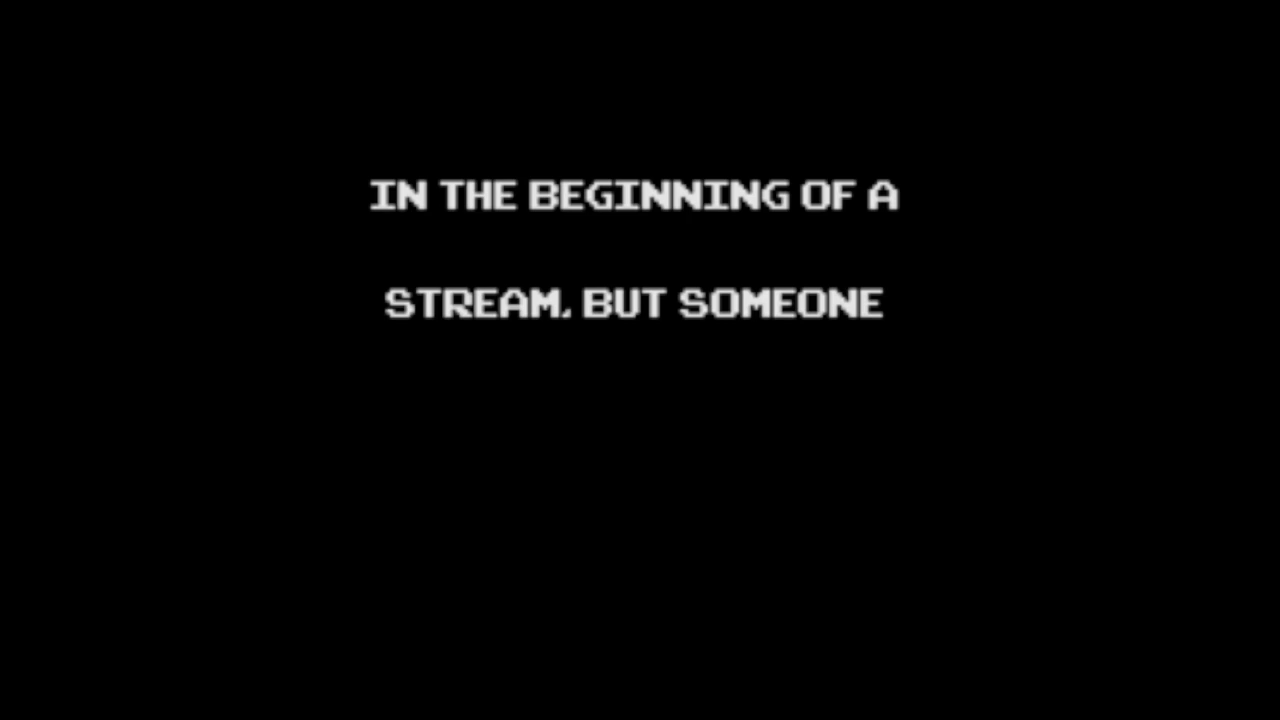 IN THE BEGINNING OF A
STREAM, BUT SOMEONE